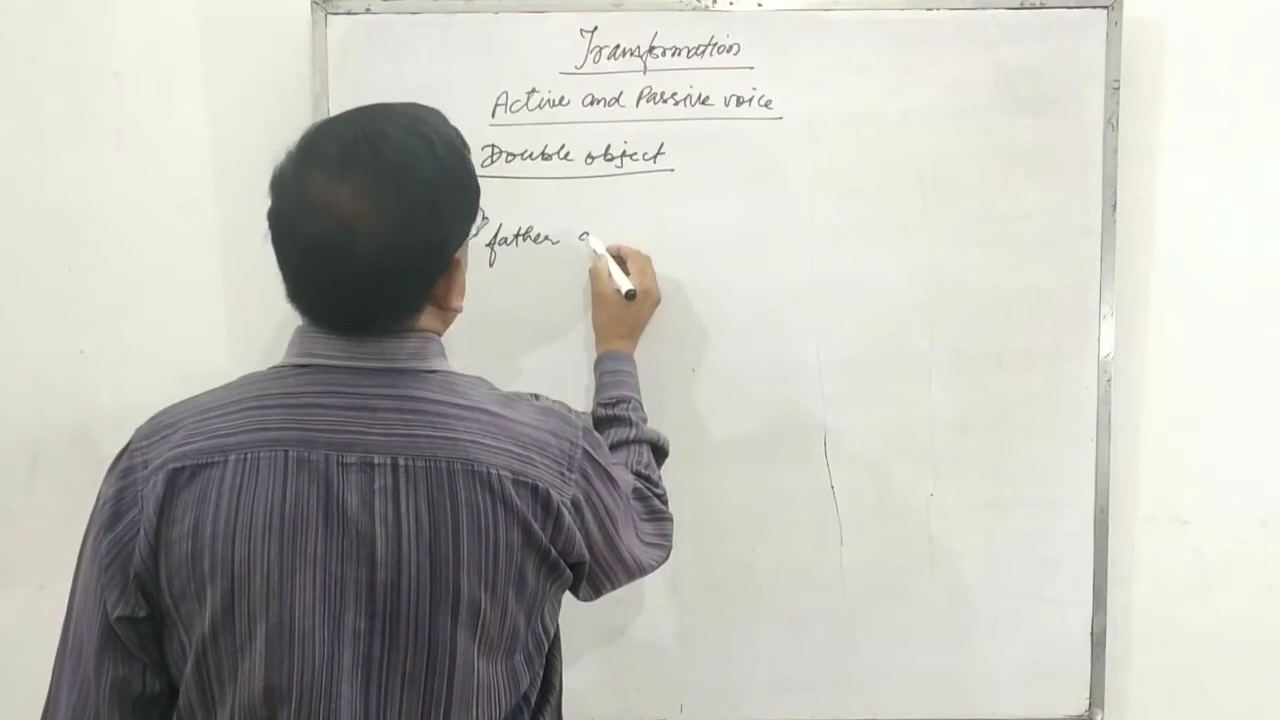 Transformation
Active and Passive voice
Double object
father